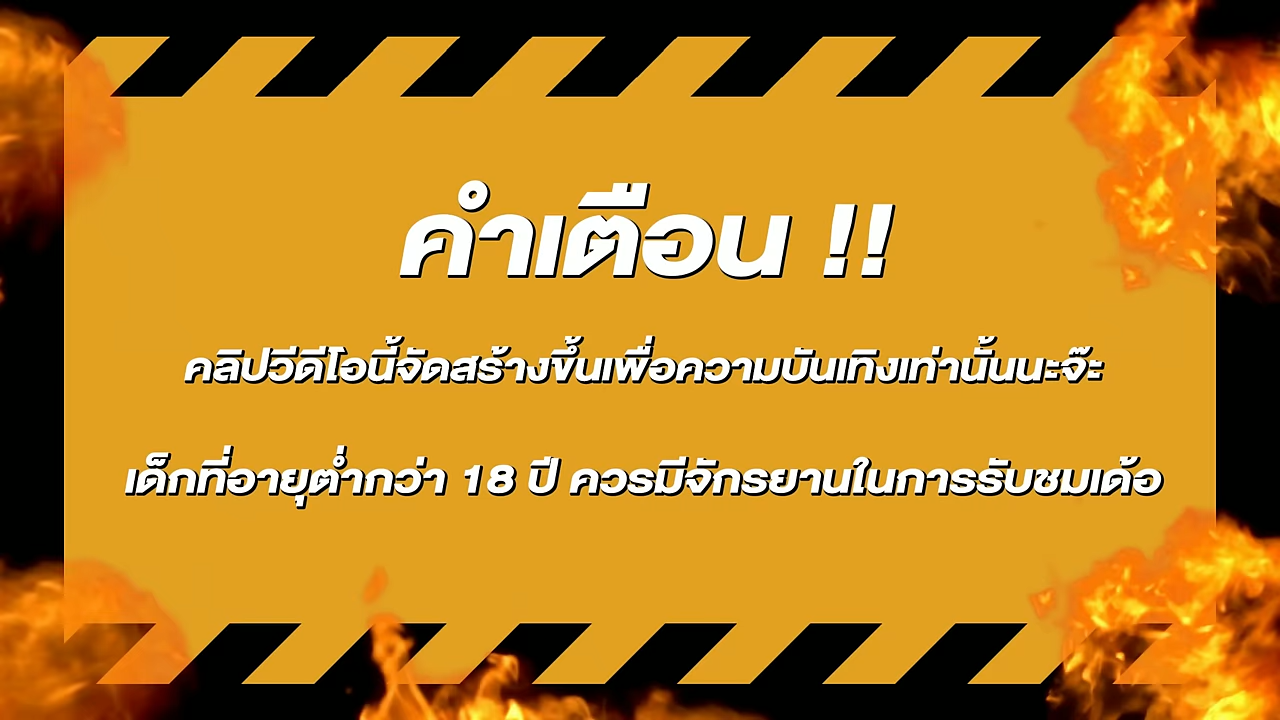 คำเตือน !!
คลิปวีดีโอนี้จัดสร้างขึ้นเพื่อความบันเทิงเท่านั้นนะจ๊ะ
เด็กที่อายุต่ำกว่า 18 ปี ควรมีจักรยานในการรับชมเด้อ